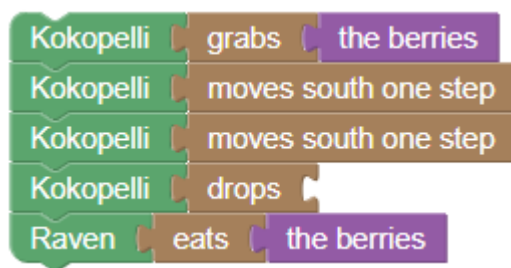 Kokopelli grabs the berries
Kokopelli moves south one step
Kokopelli moves south one step
Kokopelli drops
Raven eats the berries